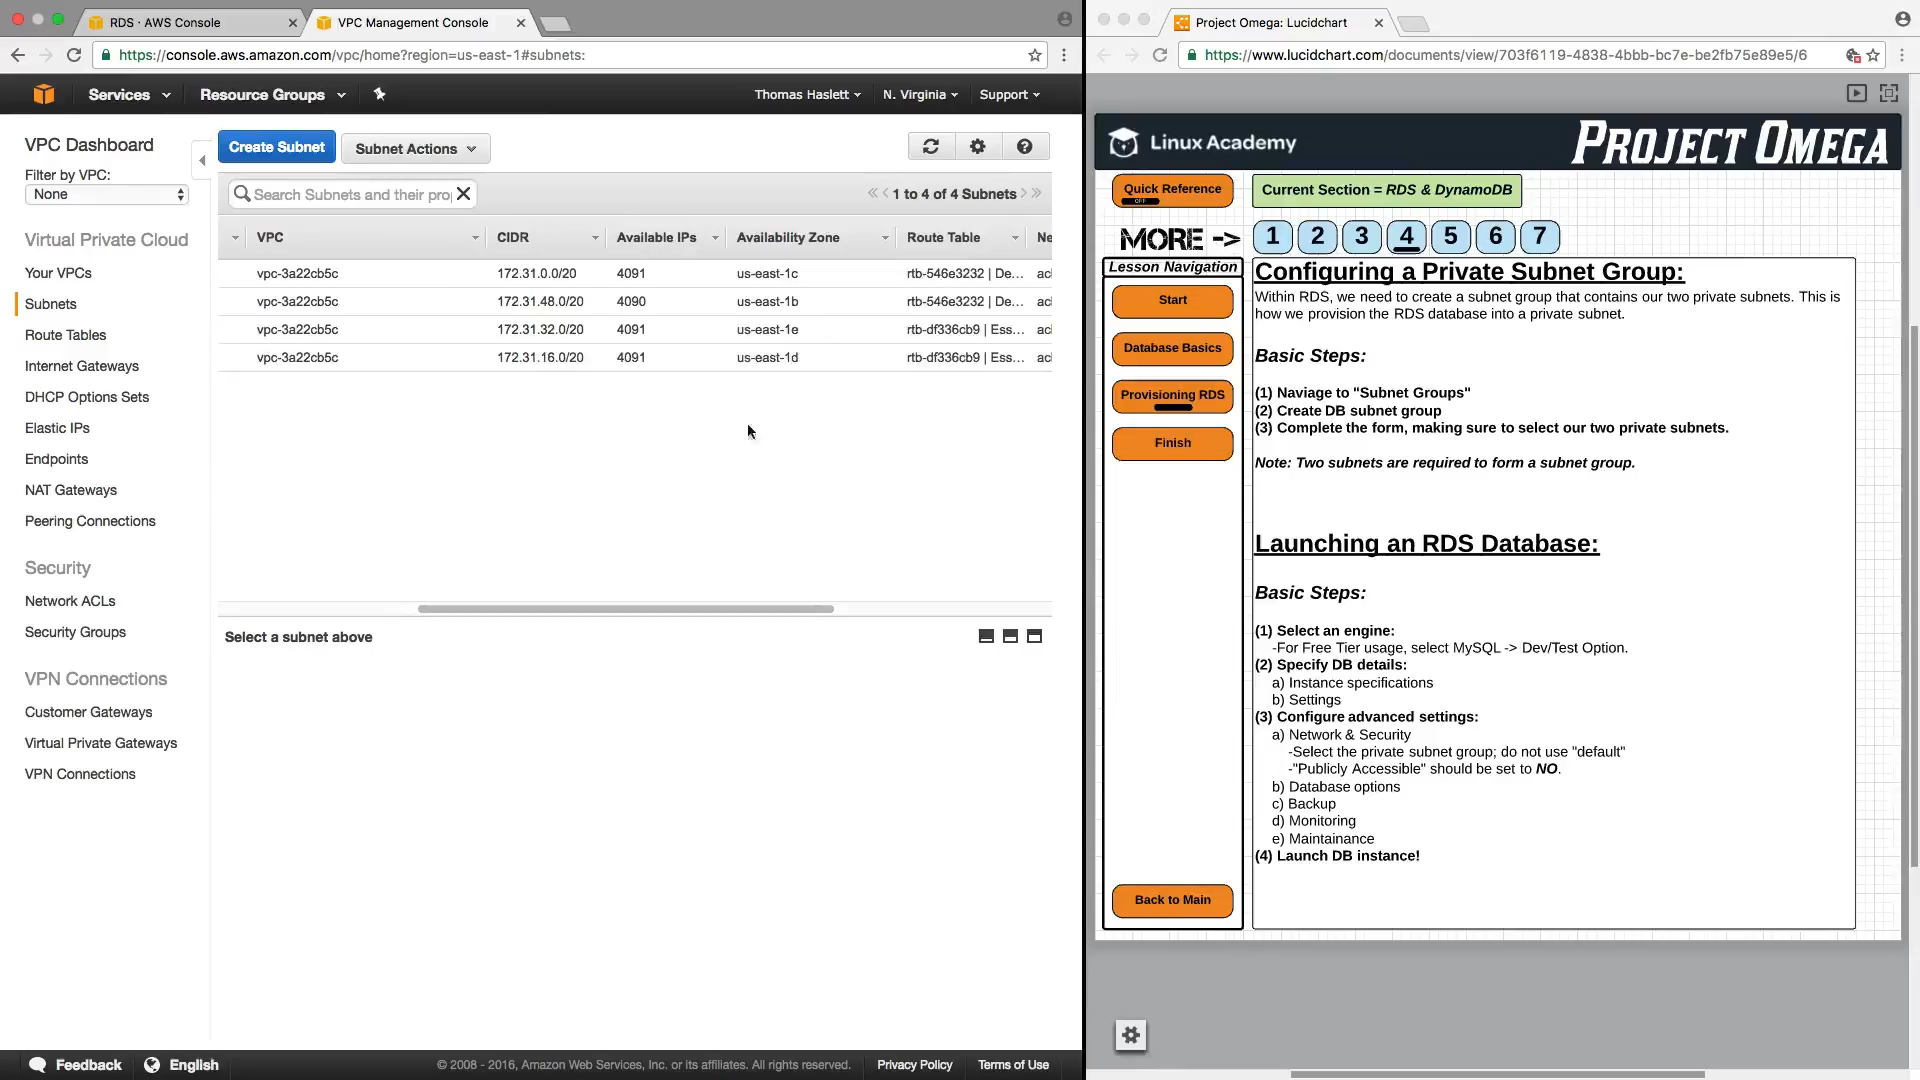 RDS · AWS Console
VPC Management Console
https://console.aws.amazon.com/vpc/home?region=us-east-1#subnets:
Services
Resource Groups
Thomas Haslett
N. Virginia
Support
VPC Dashboard
Filter by VPC:
None
Virtual Private Cloud
Your VPCs
Subnets
Route Tables
Internet Gateways
DHCP Options Sets
Elastic IPs
Endpoints
NAT Gateways
Peering Connections
Security
Network ACLs
Security Groups
VPN Connections
Customer Gateways
Virtual Private Gateways
VPN Connections
Create Subnet
Subnet Actions
Search Subnets and their pro
1 to 4 of 4 Subnets
VPC CIDR Available IPs Availability Zone Route Table Ne
vpc-3a22cb5c 172.31.0.0/20 4091 us-east-1c rtb-546e3232 | De... acl
vpc-3a22cb5c 172.31.48.0/20 4090 us-east-1b rtb-546e3232 | De... acl
vpc-3a22cb5c 172.31.32.0/20 4091 us-east-1e rtb-df336cb9 | Ess... acl
vpc-3a22cb5c 172.31.16.0/20 4091 us-east-1d rtb-df336cb9 | Ess... acl
Select a subnet above
Feedback
English
© 2008 - 2016, Amazon Web Services, Inc. or its affiliates. All rights reserved.
Privacy Policy
Terms of Use
Project Omega: Lucidchart
https://www.lucidchart.com/documents/view/703f6119-4838-4bbb-bc7e-be2fb75e89e5/6
Linux Academy
PROJECT OMEGA
Quick Reference
OFF
Current Section = RDS & DynamoDB
MORE ->
1 2 3 4 5 6 7
Lesson Navigation
Start
Database Basics
Provisioning RDS
Finish
Back to Main
Configuring a Private Subnet Group:
Within RDS, we need to create a subnet group that contains our two private subnets. This is
how we provision the RDS database into a private subnet.
Basic Steps:
(1) Naviage to "Subnet Groups"
(2) Create DB subnet group
(3) Complete the form, making sure to select our two private subnets.
Note: Two subnets are required to form a subnet group.
Launching an RDS Database:
Basic Steps:
(1) Select an engine:
-For Free Tier usage, select MySQL -> Dev/Test Option.
(2) Specify DB details:
a) Instance specifications
b) Settings
(3) Configure advanced settings:
a) Network & Security
-Select the private subnet group; do not use "default"
-"Publicly Accessible" should be set to NO.
b) Database options
c) Backup
d) Monitoring
e) Maintainance
(4) Launch DB instance!